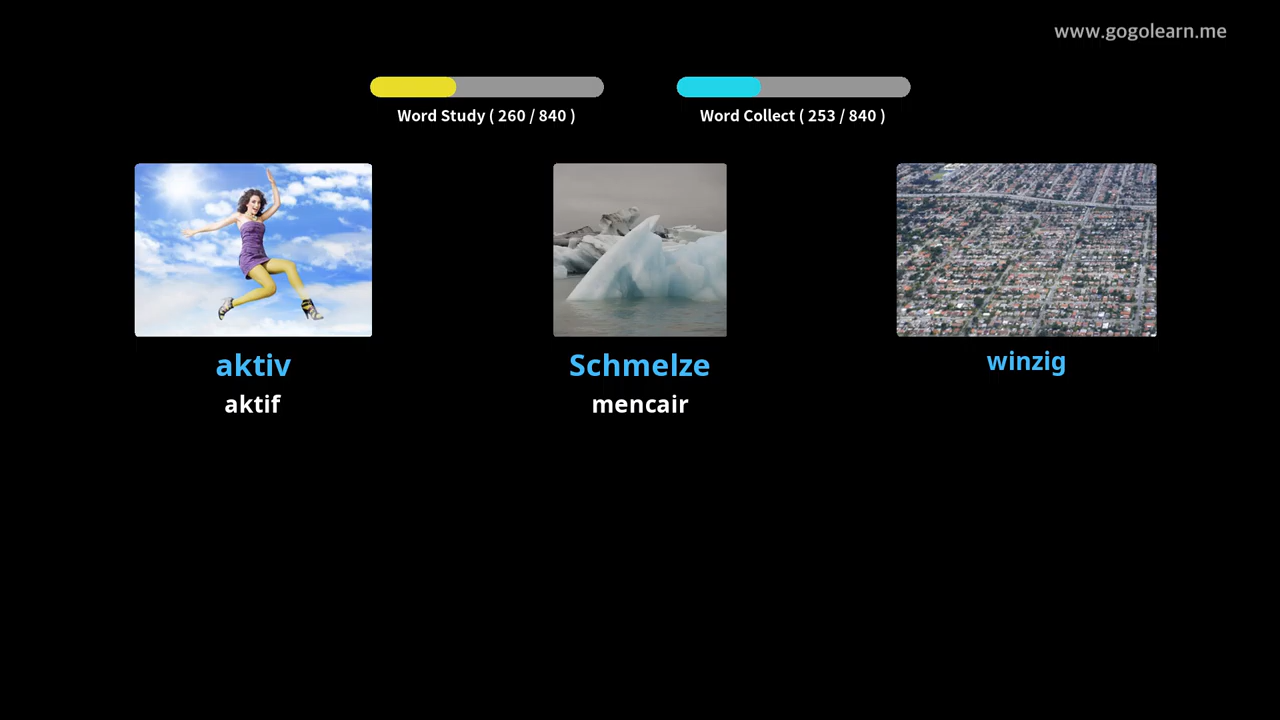 www.gogolearn.me
Word Study ( 260 / 840 )
Word Collect ( 253 / 840 )
aktiv
aktif
Schmelze
mencair
winzig